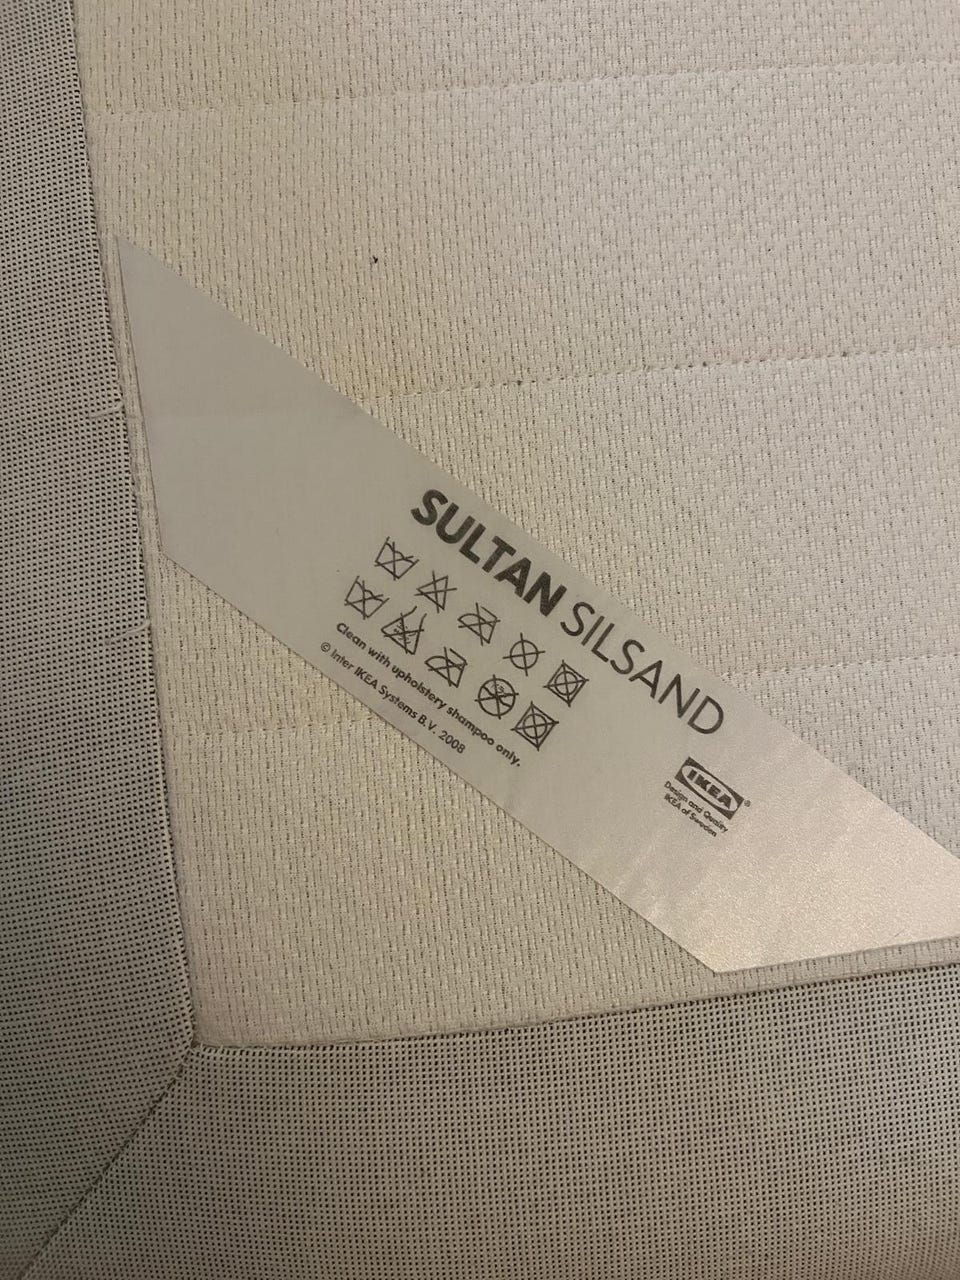 SULTAN SILSAND
Clean with upholstery shampoo only.
© Inter IKEA Systems B.V. 2008
IKEA®
Design and Quality
IKEA of Sweden